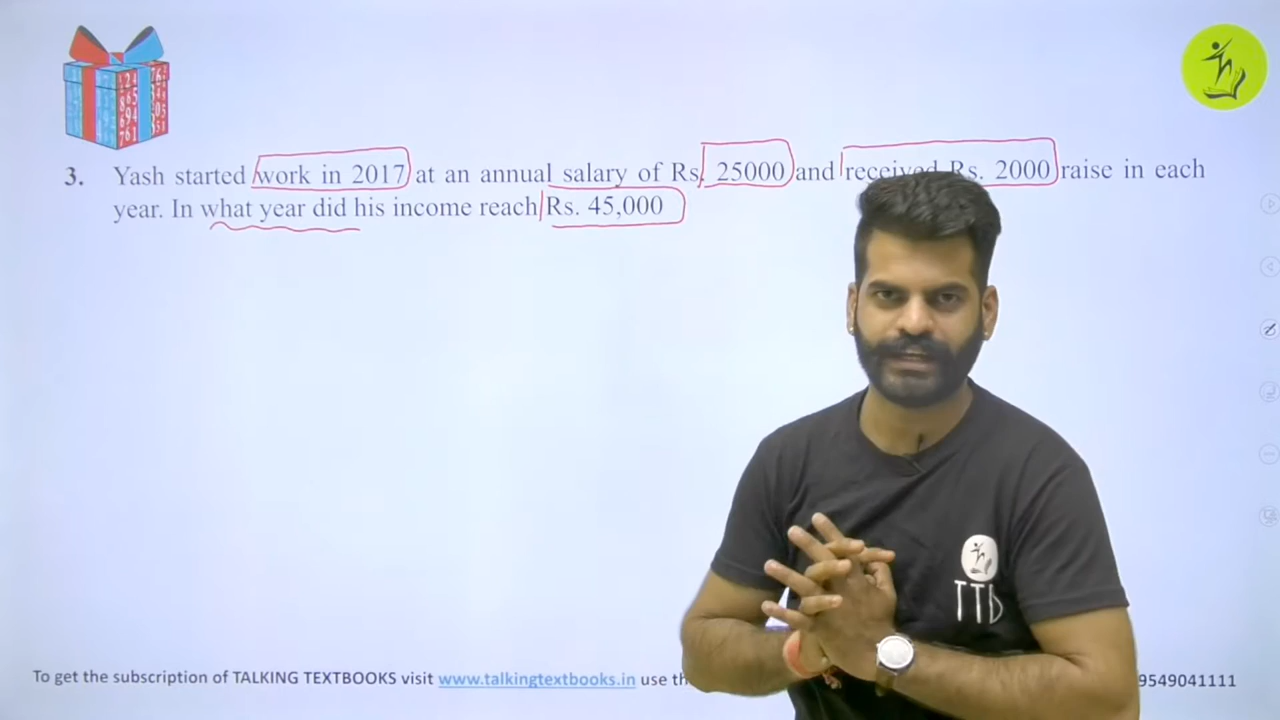 3. Yash started work in 2017 at an annual salary of Rs. 25000 and received Rs. 2000 raise in each
year. In what year did his income reach Rs. 45,000
TTB
To get the subscription of TALKING TEXTBOOKS visit www.talkingtextbooks.in use
9549041111